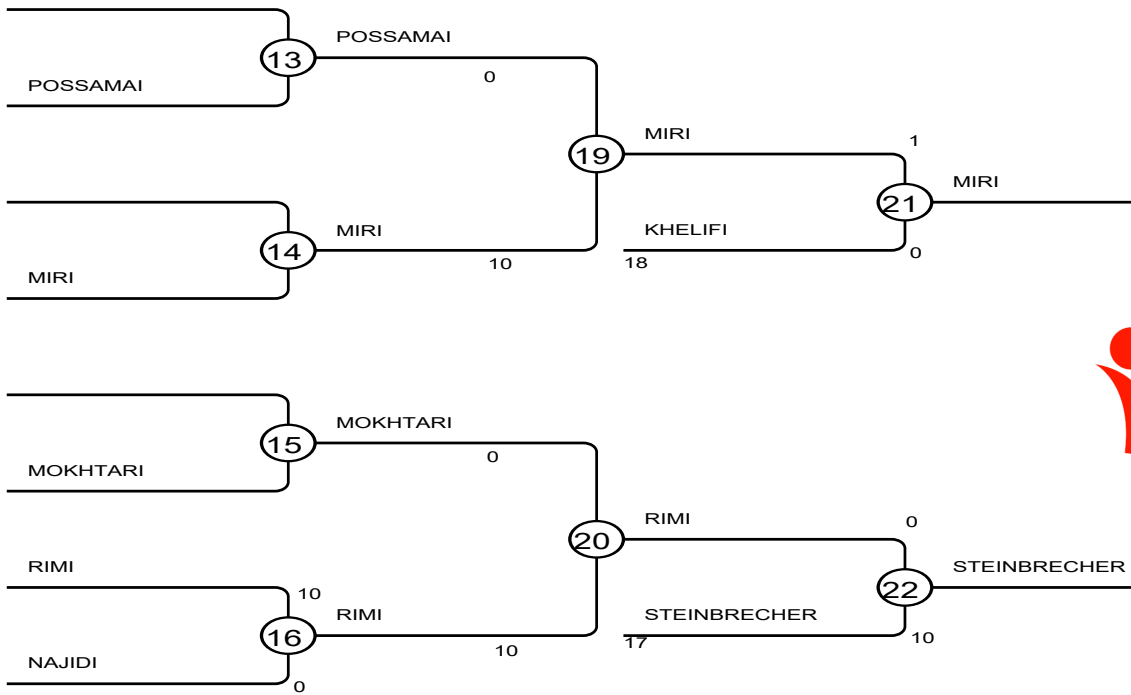 POSSAMAI
13
0
POSSAMAI
MIRI
1
19
MIRI
21
MIRI
14
KHELIFI
10
18
0
MIRI
MOKHTARI
15
0
MOKHTARI
RIMI
0
20
RIMI
STEINBRECHER
10
22
RIMI
STEINBRECHER
16
10
17
10
NAJIDI
0